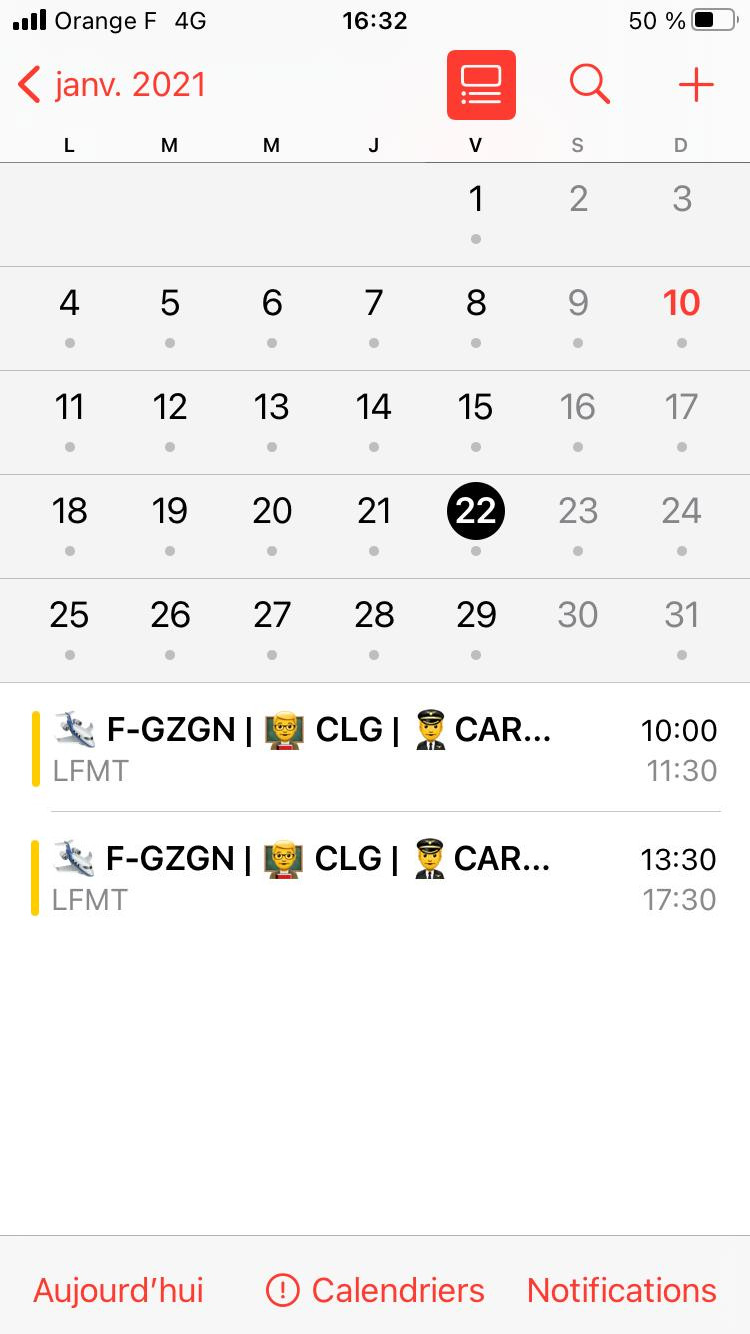 Orange F 4G 16:32 50 %
janv. 2021
L M M J V S D
1 2 3
4 5 6 7 8 9 10
11 12 13 14 15 16 17
18 19 20 21 22 23 24
25 26 27 28 29 30 31
F-GZGN | CLG | CAR... 10:00
LFMT 11:30
F-GZGN | CLG | CAR... 13:30
LFMT 17:30
Aujourd'hui Calendriers Notifications